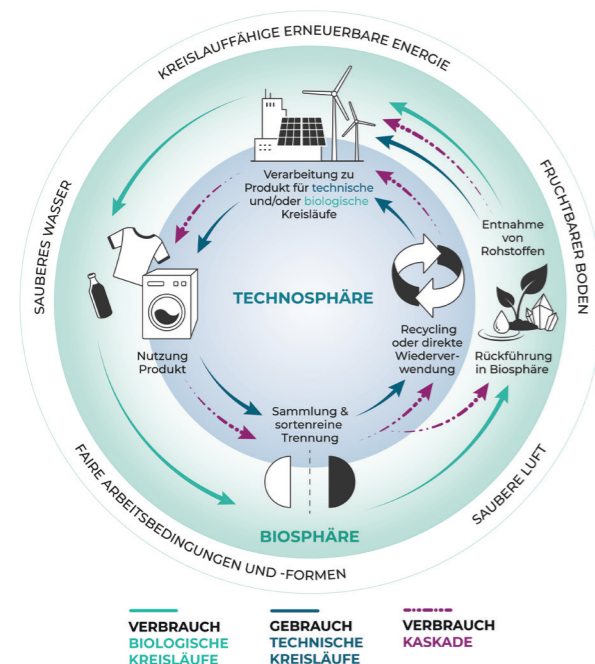 KREISLAUFFÄHIGE ERNEUERBARE ENERGIE
FRUCHTBARER BODEN
SAUBERES WASSER
Verarbeitung zu
Produkt für technische
und/oder biologische
Kreisläufe
Entnahme
von
Rohstoffen
TECHNOSPHÄRE
Nutzung
Produkt
Recycling
oder direkte
Wiederver-
wendung
Rückführung
in Biosphäre
Sammlung &
sortenreine
Trennung
BIOSPHÄRE
SAUBERE LUFT
FAIRE ARBEITSBEDINGUNGEN UND -FORMEN
VERBRAUCH
BIOLOGISCHE
KREISLÄUFE
GEBRAUCH
TECHNISCHE
KREISLÄUFE
VERBRAUCH
KASKADE